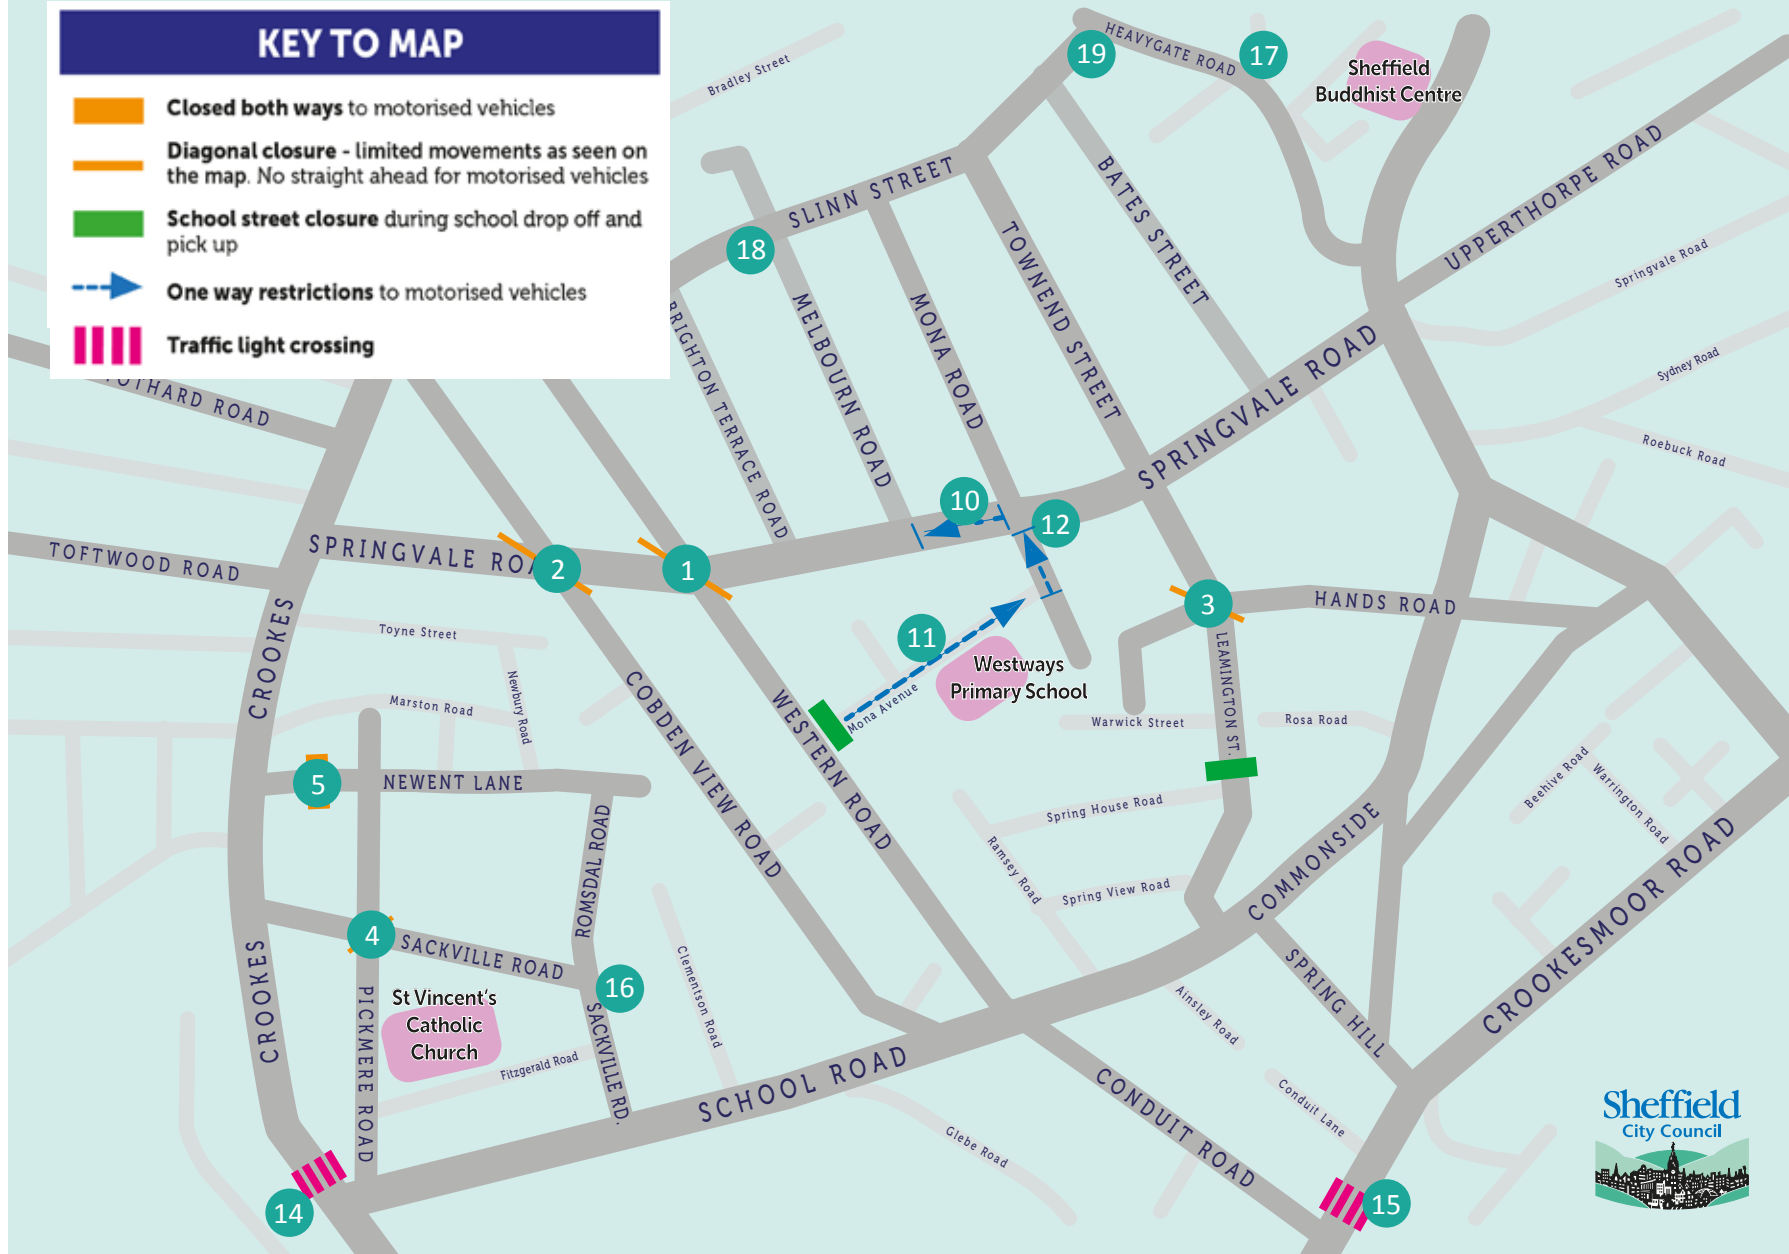 KEY TO MAP
Closed both ways to motorised vehicles
Diagonal closure - limited movements as seen on
the map. No straight ahead for motorised vehicles
School street closure during school drop off and
pick up
One way restrictions to motorised vehicles
Traffic light crossing
Bradley Street
19
HEAVYGATE ROAD
17
Sheffield
Buddhist Centre
SLINN STREET
18
BATES STREET
UPPERTHORPE ROAD
Springvale Road
TOWNEND STREET
MONA ROAD
MELBOURN ROAD
BRIGHTON TERRACE ROAD
SPRINGVALE ROAD
Sydney Road
Roebuck Road
ROAD
TOFTWOOD ROAD
SPRINGVALE ROA
2
1
10
12
3
HANDS ROAD
CROOKES
Toyne Street
11
Westways
Primary School
Mona Avenue
LEAMINGTON ST.
Newbury Road
Marston Road
COBDEN VIEW ROAD
WESTERN ROAD
Warwick Street
Rosa Road
5
NEWENT LANE
Spring House Road
Beehive Road
Warrington Road
ROMSDAL ROAD
Ramsey Road
Spring View Road
COMMONSIDE
CROOKESMOOR ROAD
4
SACKVILLE ROAD
CROOKES
16
Clementson Road
SPRING HILL
St Vincent's
Catholic
Church
PICKMERE ROAD
SACKVILLE RD.
Fitzgerald Road
Ainsley Road
SCHOOL ROAD
CONDUIT ROAD
Conduit Lane
Glebe Road
14
15
Sheffield
City Council